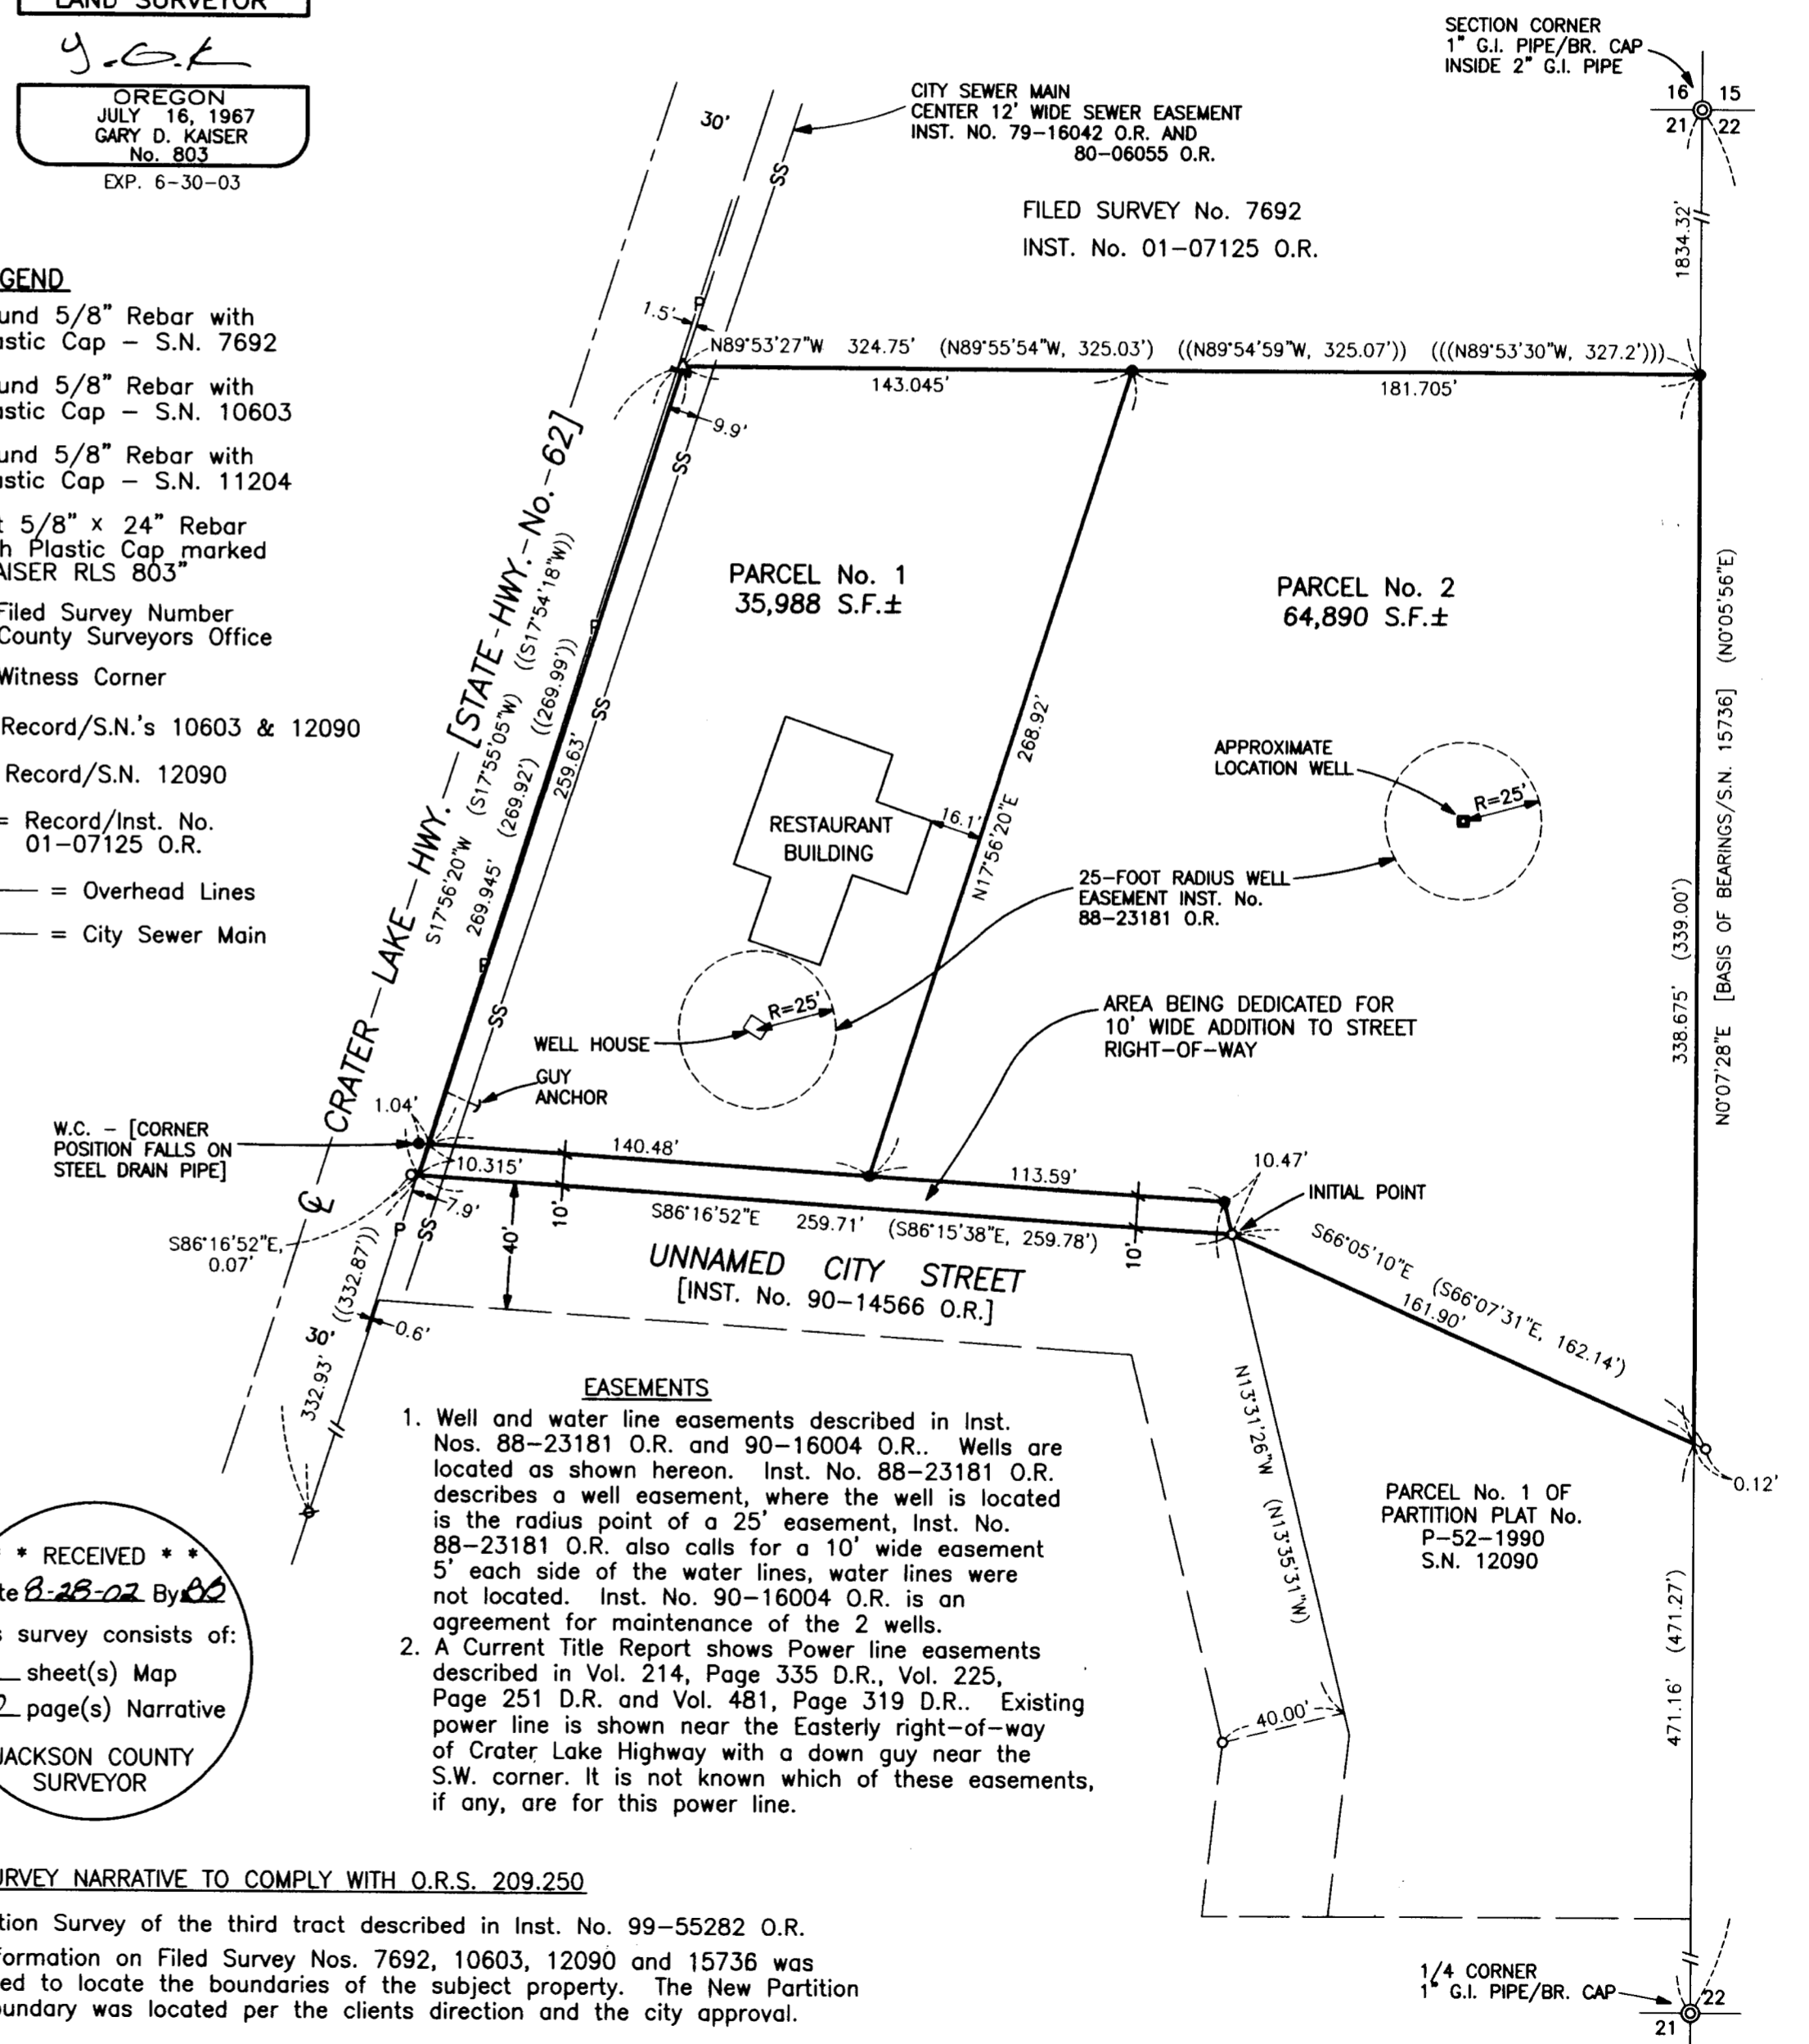 LAND SURVEYOR
OREGON
JULY 16, 1967
GARY D. KAISER
No. 803
EXP. 6-30-03
SECTION CORNER
1" G.I. PIPE/BR. CAP
INSIDE 2" G.I. PIPE
16 15
21 22
1834.32'
CITY SEWER MAIN
CENTER 12' WIDE SEWER EASEMENT
INST. NO. 79-16042 O.R. AND
80-06055 O.R.
30'
SS
FILED SURVEY No. 7692
INST. No. 01-07125 O.R.
GEND
und 5/8" Rebar with
astic Cap – S.N. 7692
und 5/8" Rebar with
astic Cap – S.N. 10603
und 5/8" Rebar with
astic Cap – S.N. 11204
t 5/8" x 24" Rebar
h Plastic Cap marked
AISER RLS 803"
Filed Survey Number
County Surveyors Office
Witness Corner
Record/S.N.'s 10603 & 12090
Record/S.N. 12090
= Record/Inst. No.
01-07125 O.R.
= Overhead Lines
= City Sewer Main
1.5'
P
N89°53'27"W 324.75' (N89°55'54"W, 325.03') ((N89°54'59"W, 325.07')) (((N89°53'30"W, 327.2')))
143.045'
181.705'
9.9'
SS
CRATER LAKE HWY. [STATE HWY. No. 62]
S17°56'20"W (S17°55'05"W) ((S17°54'18"W))
269.945' (269.92') ((269.99'))
259.63'
P
SS
P
SS
PARCEL No. 1
35,988 S.F.±
PARCEL No. 2
64,890 S.F.±
268.92'
N17°56'20"E
RESTAURANT
BUILDING
16.1'
APPROXIMATE
LOCATION WELL
R=25'
25-FOOT RADIUS WELL
EASEMENT INST. No.
88-23181 O.R.
R=25'
WELL HOUSE
AREA BEING DEDICATED FOR
10' WIDE ADDITION TO STREET
RIGHT-OF-WAY
338.675' (339.00')
N0°07'28"E [BASIS OF BEARINGS/S.N. 15736] (N0°05'56"E)
GUY
ANCHOR
1.04'
W.C. – [CORNER
POSITION FALLS ON
STEEL DRAIN PIPE]
10.315'
140.48'
113.59'
10.47'
INITIAL POINT
7.9'
10'
40'
10'
S86°16'52"E 259.71' (S86°15'38"E, 259.78')
UNNAMED CITY STREET
[INST. No. 90-14566 O.R.]
S86°16'52"E,
0.07'
P
SS
℄
30'
332.93' ((332.87'))
0.6'
S66°05'10"E (S66°07'31"E, 162.14')
161.90'
0.12'
N13°31'26"W (N13°35'31"W)
40.00'
PARCEL No. 1 OF
PARTITION PLAT No.
P-52-1990
S.N. 12090
471.16' (471.27')
EASEMENTS
1. Well and water line easements described in Inst.
Nos. 88-23181 O.R. and 90-16004 O.R.. Wells are
located as shown hereon. Inst. No. 88-23181 O.R.
describes a well easement, where the well is located
is the radius point of a 25' easement, Inst. No.
88-23181 O.R. also calls for a 10' wide easement
5' each side of the water lines, water lines were
not located. Inst. No. 90-16004 O.R. is an
agreement for maintenance of the 2 wells.
2. A Current Title Report shows Power line easements
described in Vol. 214, Page 335 D.R., Vol. 225,
Page 251 D.R. and Vol. 481, Page 319 D.R.. Existing
power line is shown near the Easterly right-of-way
of Crater Lake Highway with a down guy near the
S.W. corner. It is not known which of these easements,
if any, are for this power line.
* RECEIVED * *
te 8-28-02 By
s survey consists of:
sheet(s) Map
2 page(s) Narrative
JACKSON COUNTY
SURVEYOR
URVEY NARRATIVE TO COMPLY WITH O.R.S. 209.250
tion Survey of the third tract described in Inst. No. 99-55282 O.R.
formation on Filed Survey Nos. 7692, 10603, 12090 and 15736 was
ed to locate the boundaries of the subject property. The New Partition
oundary was located per the clients direction and the city approval.
1/4 CORNER
1" G.I. PIPE/BR. CAP
22
21